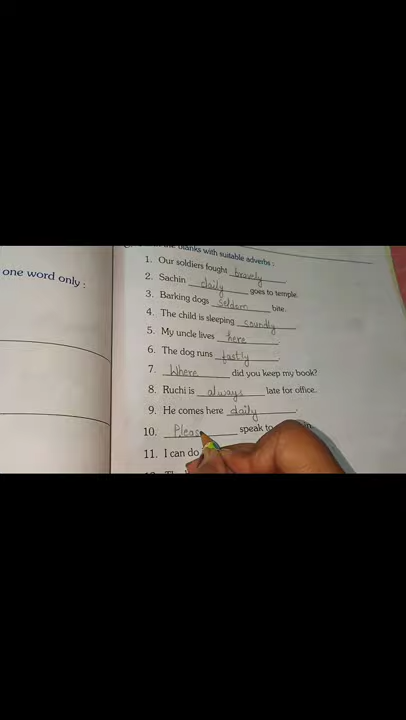 the blanks with suitable adverbs :
one word only :
1. Our soldiers fought bravely
2. Sachin daily goes to temple.
3. Barking dogs seldom bite.
4. The child is sleeping soundly
5. My uncle lives here.
6. The dog runs fastly.
7. Where did you keep my book?
8. Ruchi is always late for office.
9. He comes here daily.
10. Pleas speak to
11. I can do